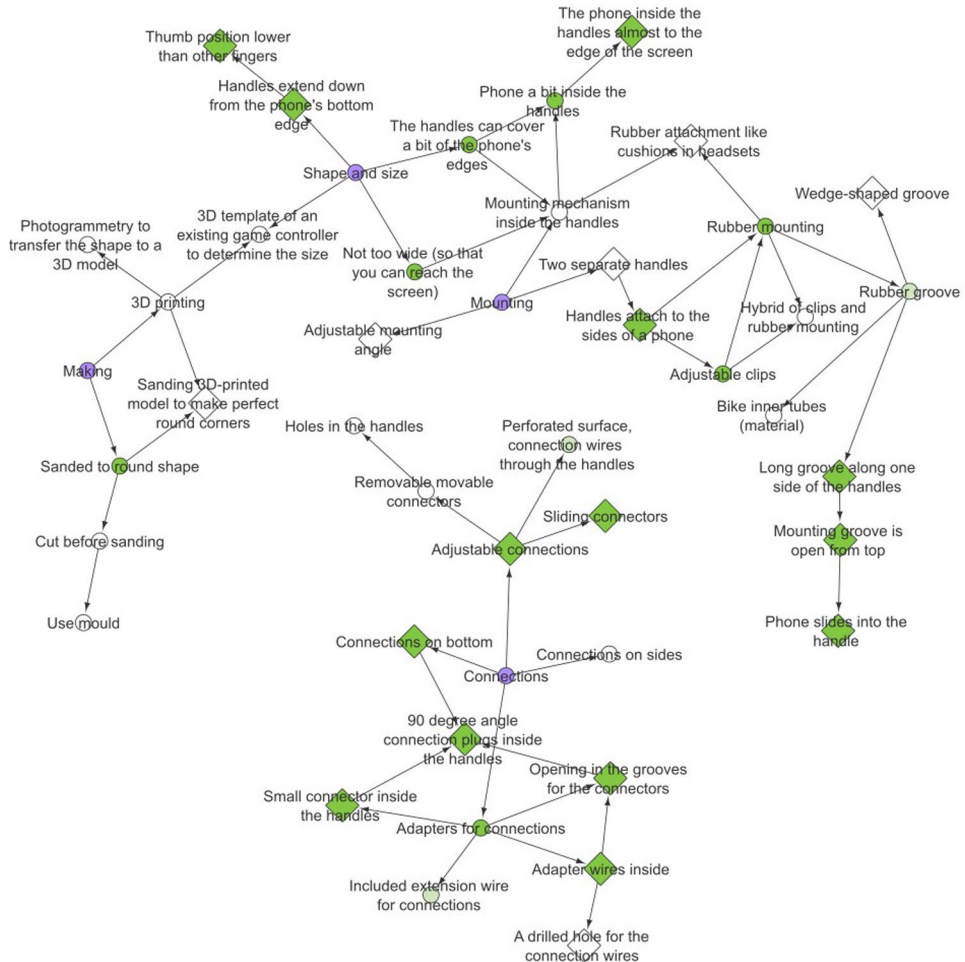 The phone inside the
handles almost to the
edge of the screen
Thumb position lower
than other fingers
Handles extend down
from the phone's bottom
edge
Phone a bit inside the
handles
The handles can cover
a bit of the phone's
edges
Rubber attachment like
cushions in headsets
Shape and size
Wedge-shaped groove
Photogrammetry to
transfer the shape to a
3D model
3D template of an
existing game controller
to determine the size
Mounting mechanism
inside the handles
Rubber mounting
Not too wide (so that
you can reach the
screen)
Two separate handles
3D printing
Mounting
Rubber groove
Adjustable mounting
angle
Handles attach to the
sides of a phone
Hybrid of clips and
rubber mounting
Making
Adjustable clips
Sanding 3D-printed
model to make perfect
round corners
Bike inner tubes
(material)
Holes in the handles
Perforated surface,
connection wires
through the handles
Sanded to round shape
Long groove along one
side of the handles
Removable movable
connectors
Sliding connectors
Cut before sanding
Adjustable connections
Mounting groove is
open from top
Use mould
Phone slides into the
handle
Connections on bottom
Connections on sides
Connections
90 degree angle
connection plugs inside
the handles
Opening in the grooves
for the connectors
Small connector inside
the handles
Adapters for connections
Adapter wires inside
Included extension wire
for connections
A drilled hole for the
connection wires